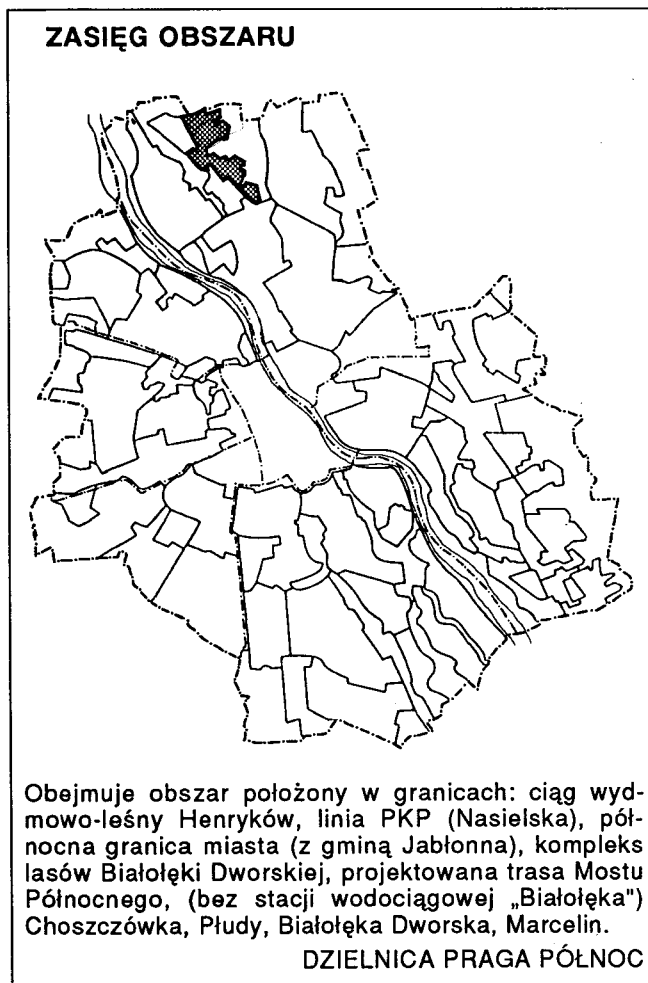 ZASIĘG OBSZARU
Obejmuje obszar położony w granicach: ciąg wyd-
mowo-leśny Henryków, linia PKP (Nasielska), pół-
nocna granica miasta (z gminą Jabłonna), kompleks
lasów Białołęki Dworskiej, projektowana trasa Mostu
Północnego, (bez stacji wodociągowej „Białołęka")
Choszczówka, Płudy, Białołęka Dworska, Marcelin.
DZIELNICA PRAGA PÓŁNOC